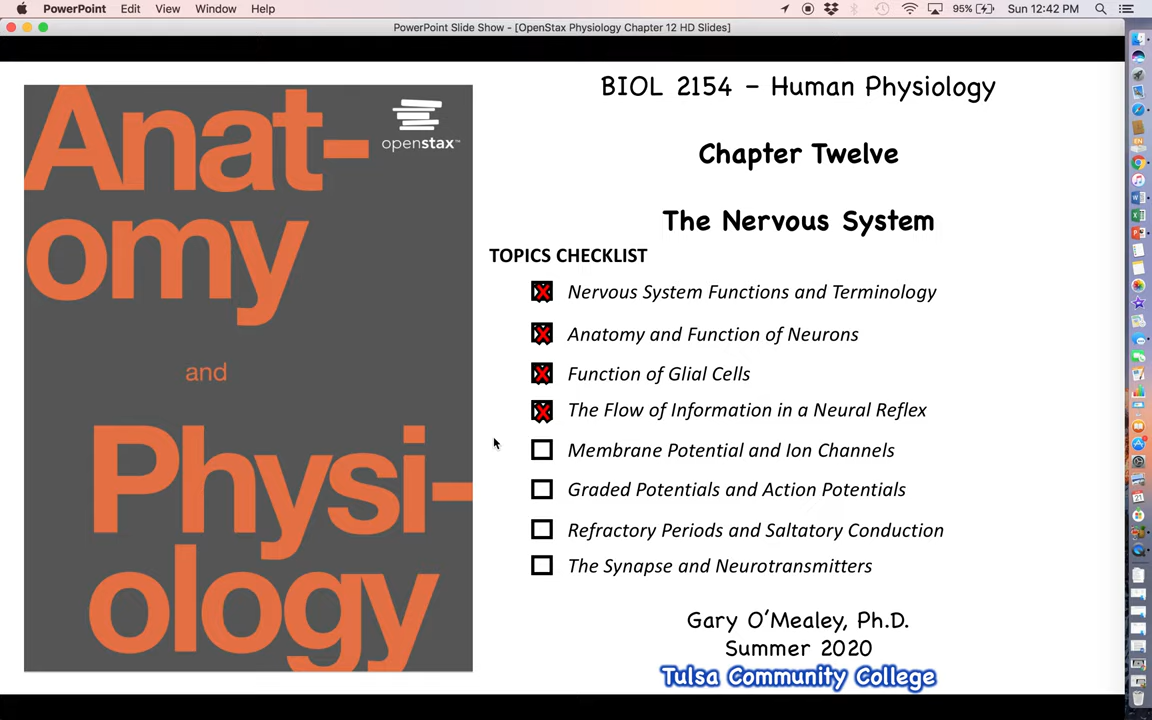 PowerPoint Edit View Window Help 95% Sun 12:42 PM
PowerPoint Slide Show - [OpenStax Physiology Chapter 12 HD Slides]
Anat-
omy
and
Physi-
ology
openstax™
BIOL 2154 – Human Physiology
Chapter Twelve
The Nervous System
TOPICS CHECKLIST
Nervous System Functions and Terminology
Anatomy and Function of Neurons
Function of Glial Cells
The Flow of Information in a Neural Reflex
Membrane Potential and Ion Channels
Graded Potentials and Action Potentials
Refractory Periods and Saltatory Conduction
The Synapse and Neurotransmitters
Gary O’Mealey, Ph.D.
Summer 2020
Tulsa Community College